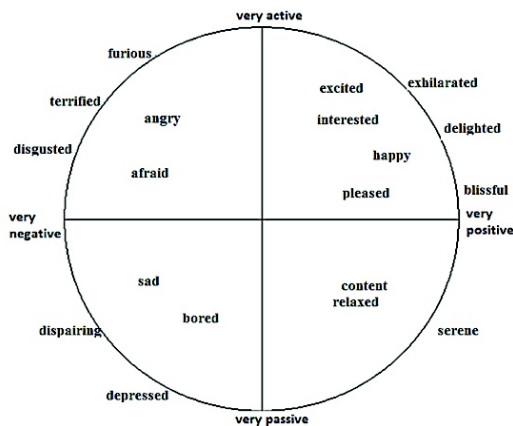 very active
furious
exhilarated
excited
terrified
angry
interested
delighted
disgusted
happy
afraid
pleased
blissful
very
negative
very
positive
sad
content
relaxed
bored
dispairing
serene
depressed
very passive